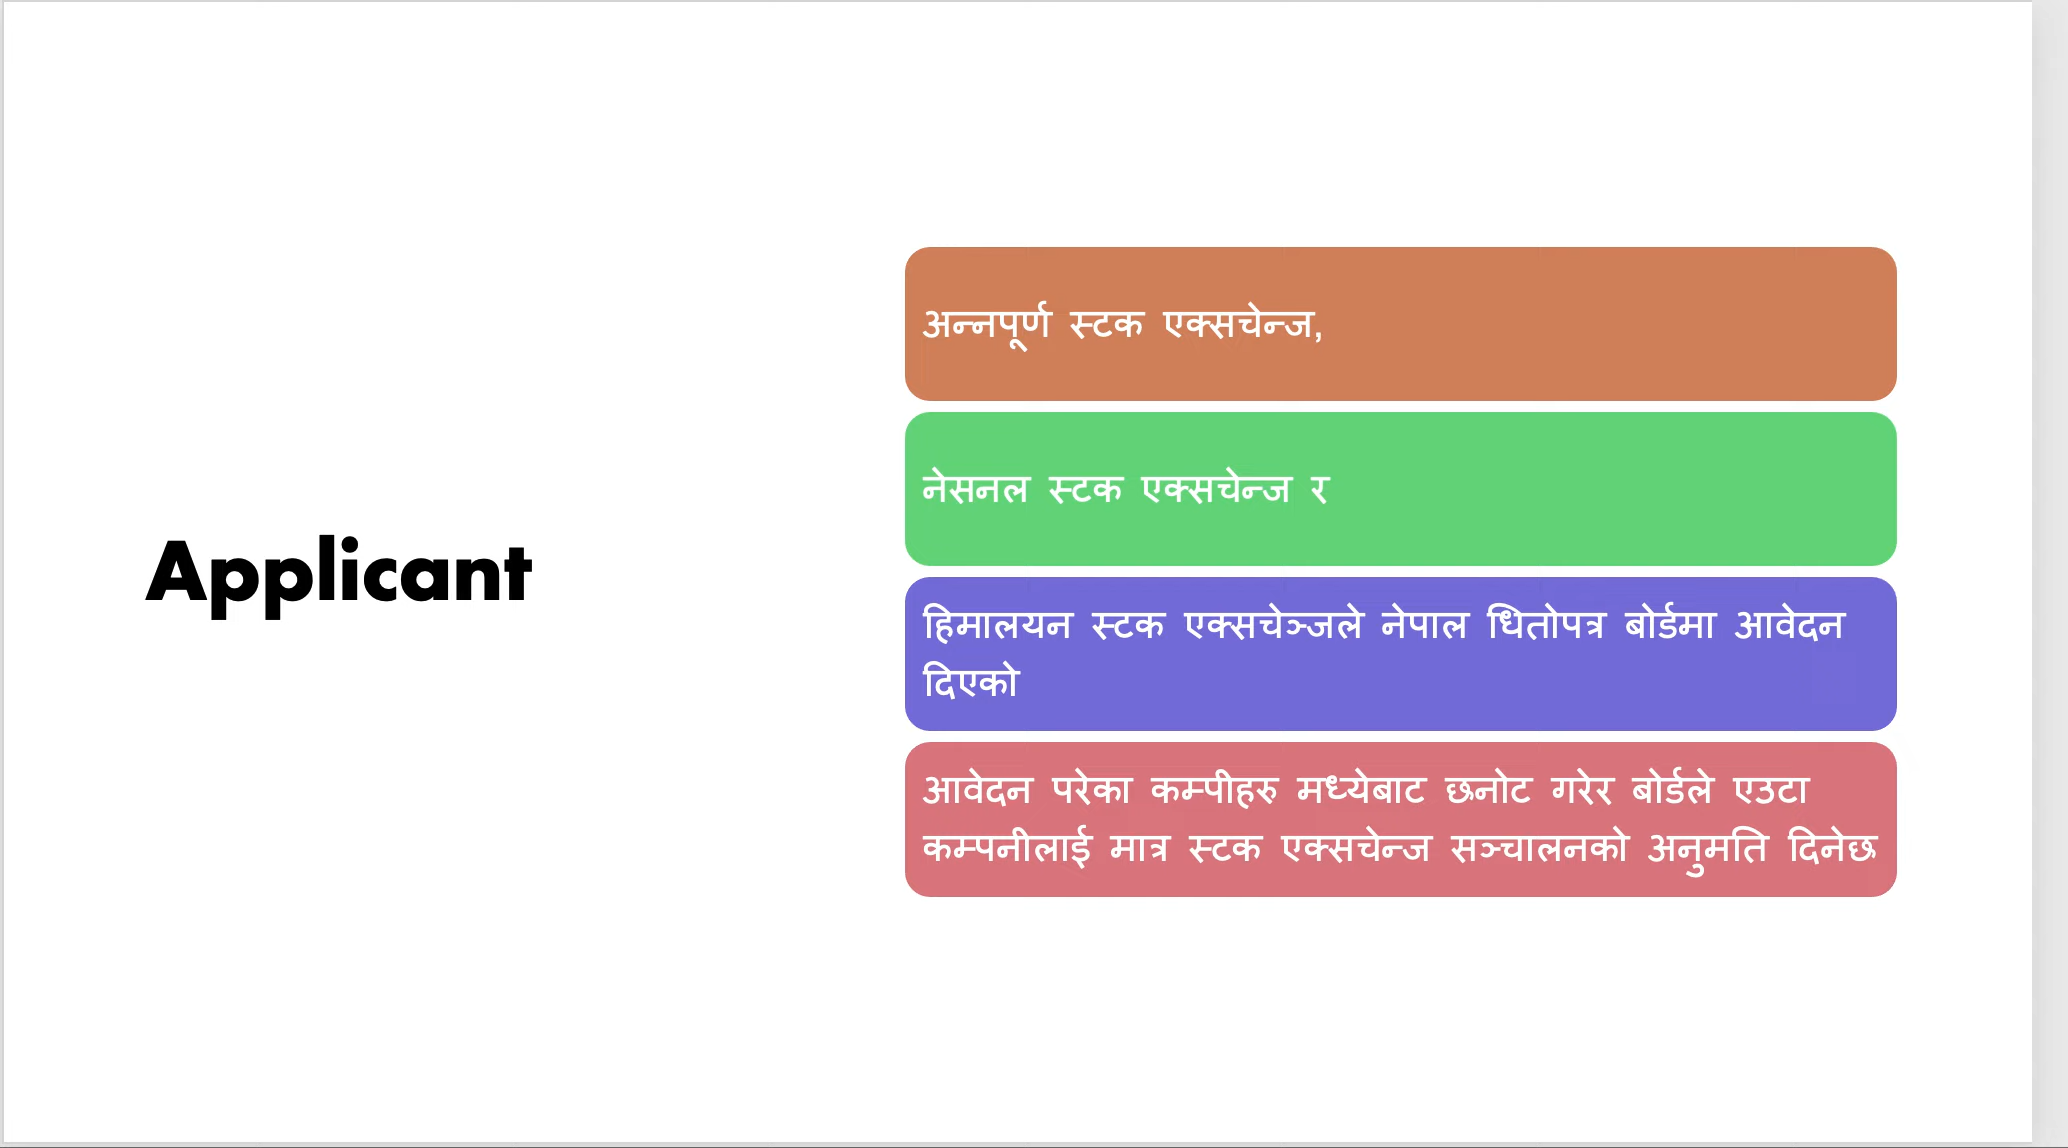 Applicant
अन्नपूर्ण स्टक एक्सचेन्ज,
नेसनल स्टक एक्सचेन्ज र
हिमालयन स्टक एक्सचेञ्जले नेपाल धितोपत्र बोर्डमा आवेदन
दिएको
आवेदन परेका कम्पीहरु मध्येबाट छनोट गरेर बोर्डले एउटा
कम्पनीलाई मात्र स्टक एक्सचेन्ज सञ्चालनको अनुमति दिनेछ